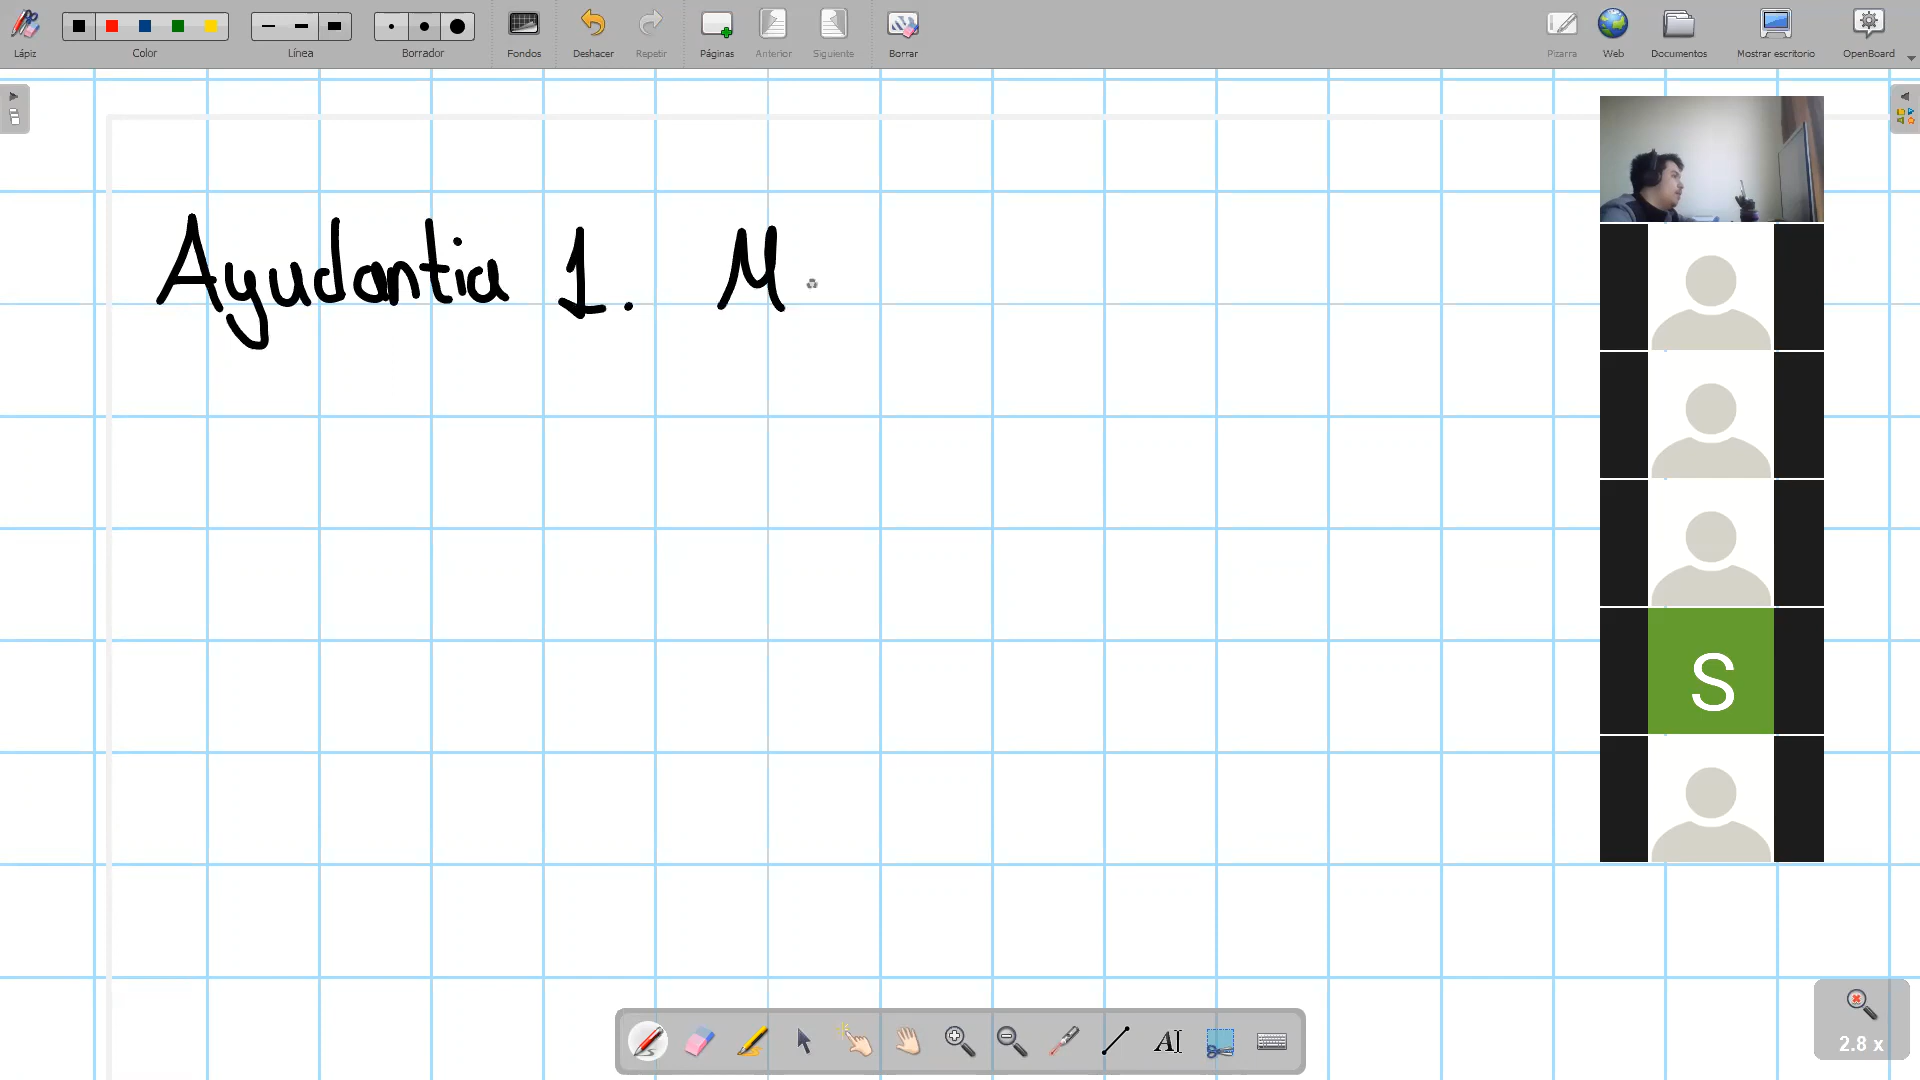 Lápiz Color Línea Borrador Fondos Deshacer Repetir Páginas Anterior Siguiente Borrar Pizarra Web Documentos Mostrar escritorio OpenBoard
Ayudantia 1. M
S
2.8 x